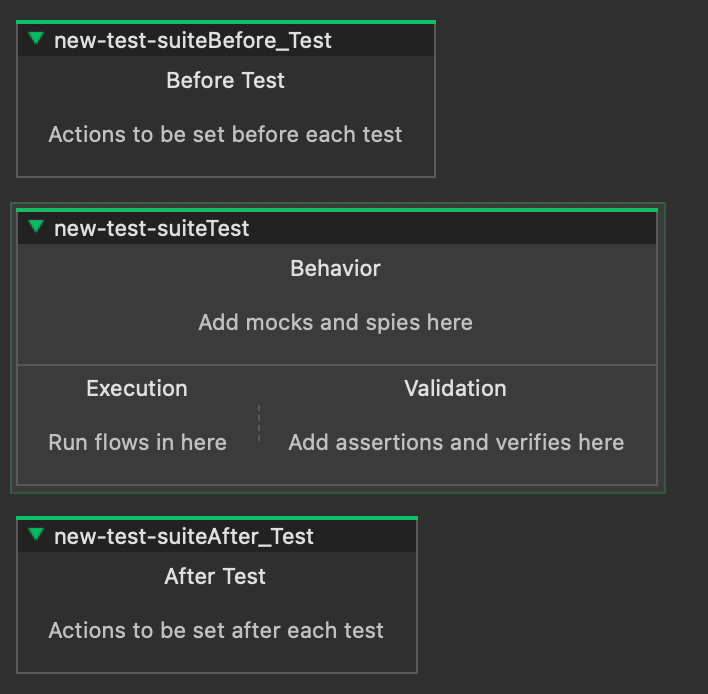 new-test-suiteBefore_Test
Before Test
Actions to be set before each test
new-test-suiteTest
Behavior
Add mocks and spies here
Execution
Run flows in here
Validation
Add assertions and verifies here
new-test-suiteAfter_Test
After Test
Actions to be set after each test